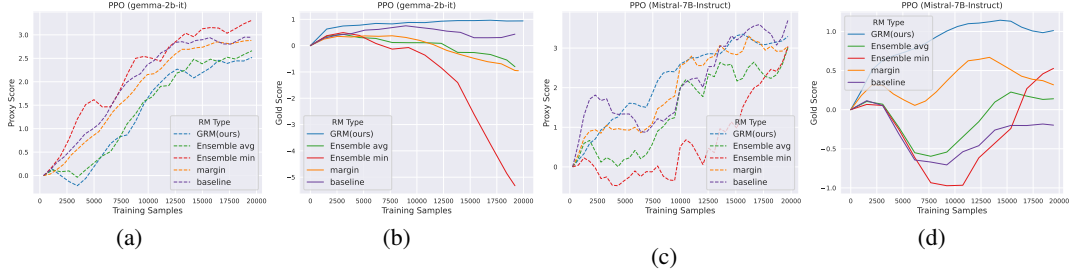 PPO (gemma-2b-it)
3.5
3.0
2.5
2.0
1.5
1.0
0.5
0.0
Proxy Score
RM Type
GRM(ours)
Ensemble avg
Ensemble min
margin
baseline
0 2500 5000 7500 10000 12500 15000 17500 20000
Training Samples
(a)
PPO (gemma-2b-it)
1
0
−1
−2
−3
−4
−5
Gold Score
RM Type
GRM(ours)
Ensemble avg
Ensemble min
margin
baseline
0 2500 5000 7500 10000 12500 15000 17500 20000
Training Samples
(b)
PPO (Mistral-7B-Instruct)
3
2
1
0
Proxy Score
RM Type
GRM(ours)
Ensemble avg
Ensemble min
margin
baseline
0 2500 5000 7500 10000 12500 15000 17500 20000
Training Samples
(c)
PPO (Mistral-7B-Instruct)
1.0
0.5
0.0
−0.5
−1.0
Gold Score
RM Type
GRM(ours)
Ensemble avg
Ensemble min
margin
baseline
0 2500 5000 7500 10000 12500 15000 17500 20000
Training Samples
(d)